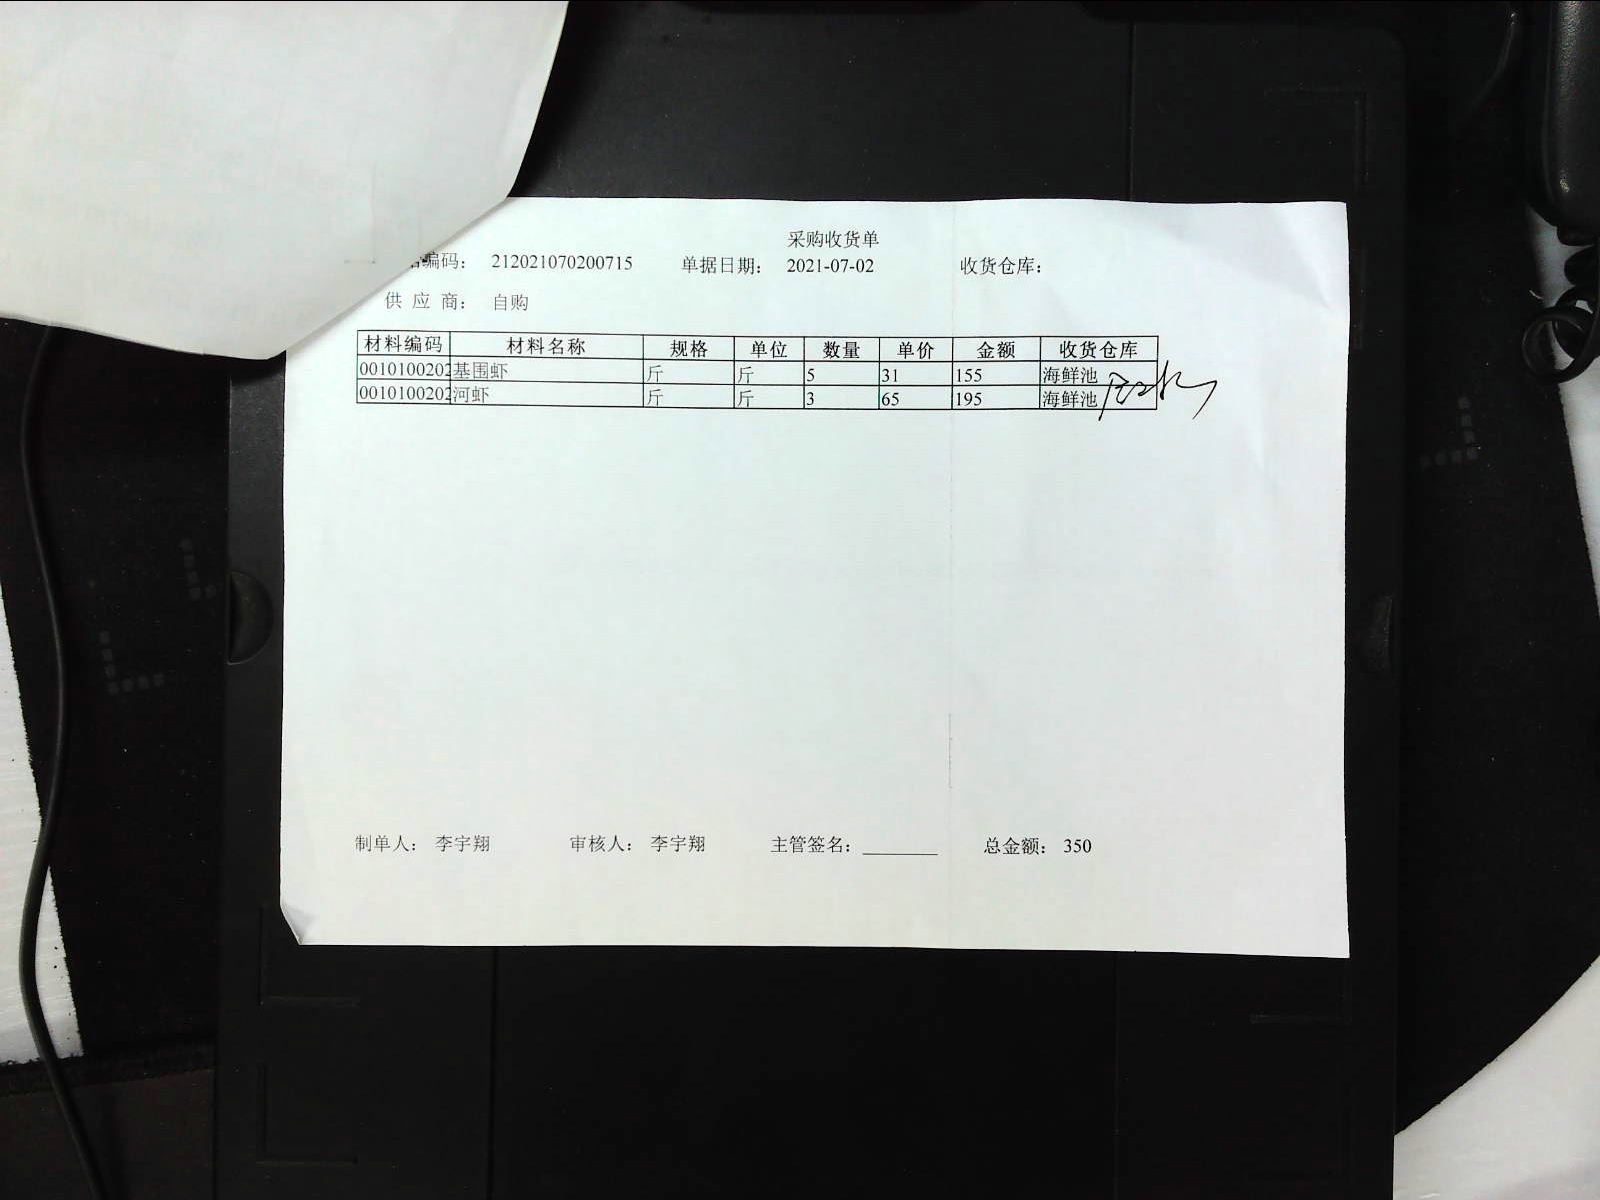 采购收货单
编码： 212021070200715 单据日期： 2021-07-02 收货仓库：
供 应 商： 自购
材料编码 材料名称 规格 单位 数量 单价 金额 收货仓库
0010100202 基围虾 斤 斤 5 31 155 海鲜池
0010100202 河虾 斤 斤 3 65 195 海鲜池
制单人： 李宇翔 审核人： 李宇翔 主管签名： 总金额： 350